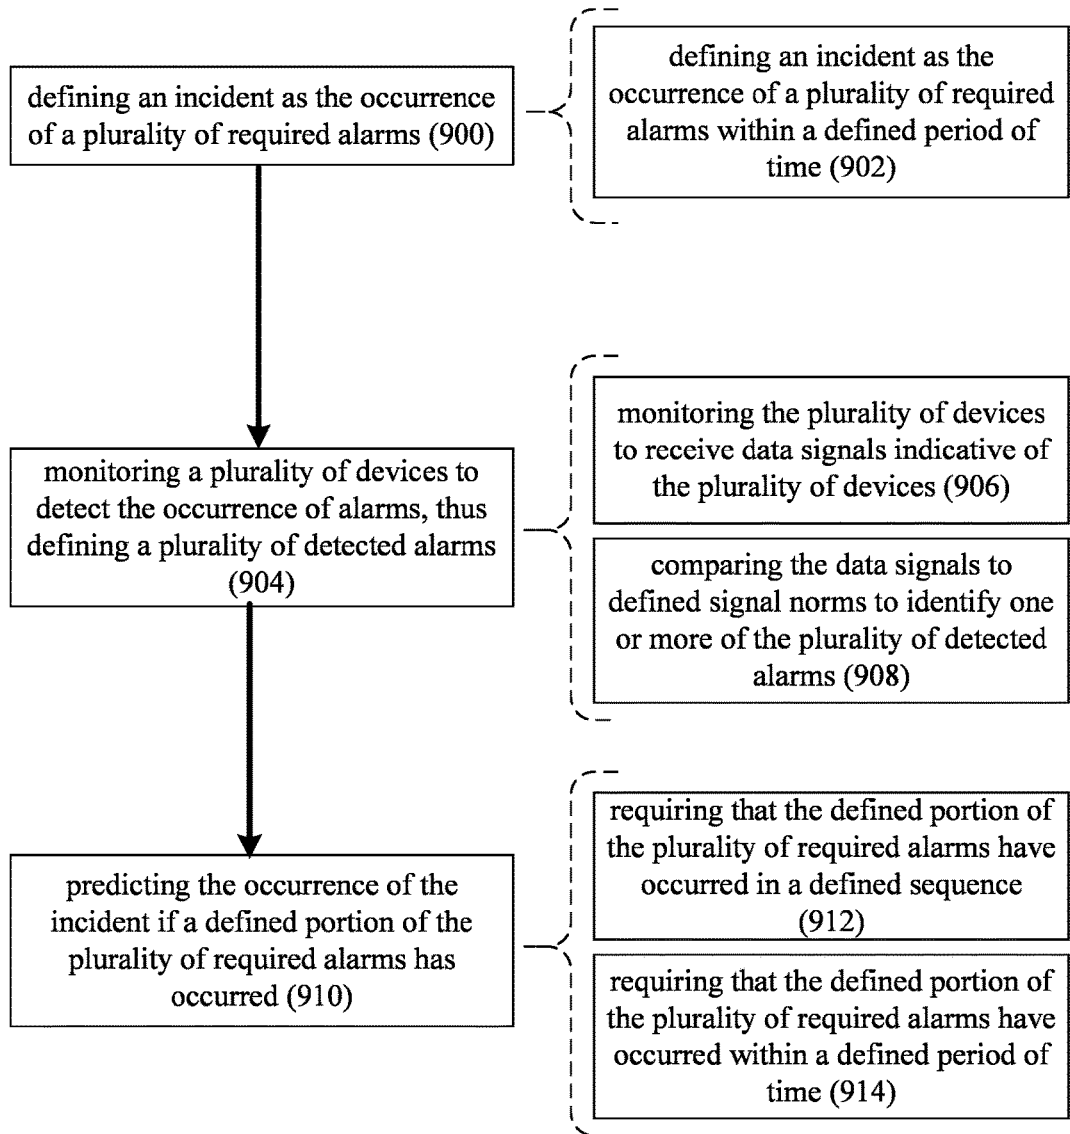 defining an incident as the occurrence
of a plurality of required alarms (900)
defining an incident as the
occurrence of a plurality of required
alarms within a defined period of
time (902)
monitoring a plurality of devices to
detect the occurrence of alarms, thus
defining a plurality of detected alarms
(904)
monitoring the plurality of devices
to receive data signals indicative of
the plurality of devices (906)
comparing the data signals to
defined signal norms to identify one
or more of the plurality of detected
alarms (908)
predicting the occurrence of the
incident if a defined portion of the
plurality of required alarms has
occurred (910)
requiring that the defined portion of
the plurality of required alarms have
occurred in a defined sequence
(912)
requiring that the defined portion of
the plurality of required alarms have
occurred within a defined period of
time (914)